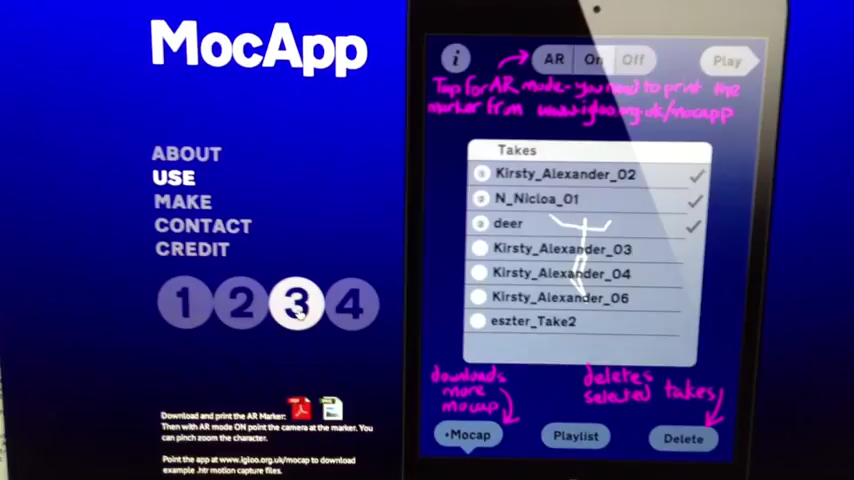 MocApp
ABOUT
USE
MAKE
CONTACT
CREDIT
1 2 3 4
Download and print the AR Marker:
Then with AR mode ON point the camera at the marker. You
can pinch zoom the character.
Point the app at www.igloo.org.uk/mocap to download
example .htr motion capture files.
i
AR On Off
Play
Tap for AR mode - you need to print the
marker from www.igloo.org.uk/mocapp
Takes
Kirsty_Alexander_02
N_Nicloa_01
deer
Kirsty_Alexander_03
Kirsty_Alexander_04
Kirsty_Alexander_06
eszter_Take2
downloads
more
mocap
deletes
selected takes
+Mocap
Playlist
Delete